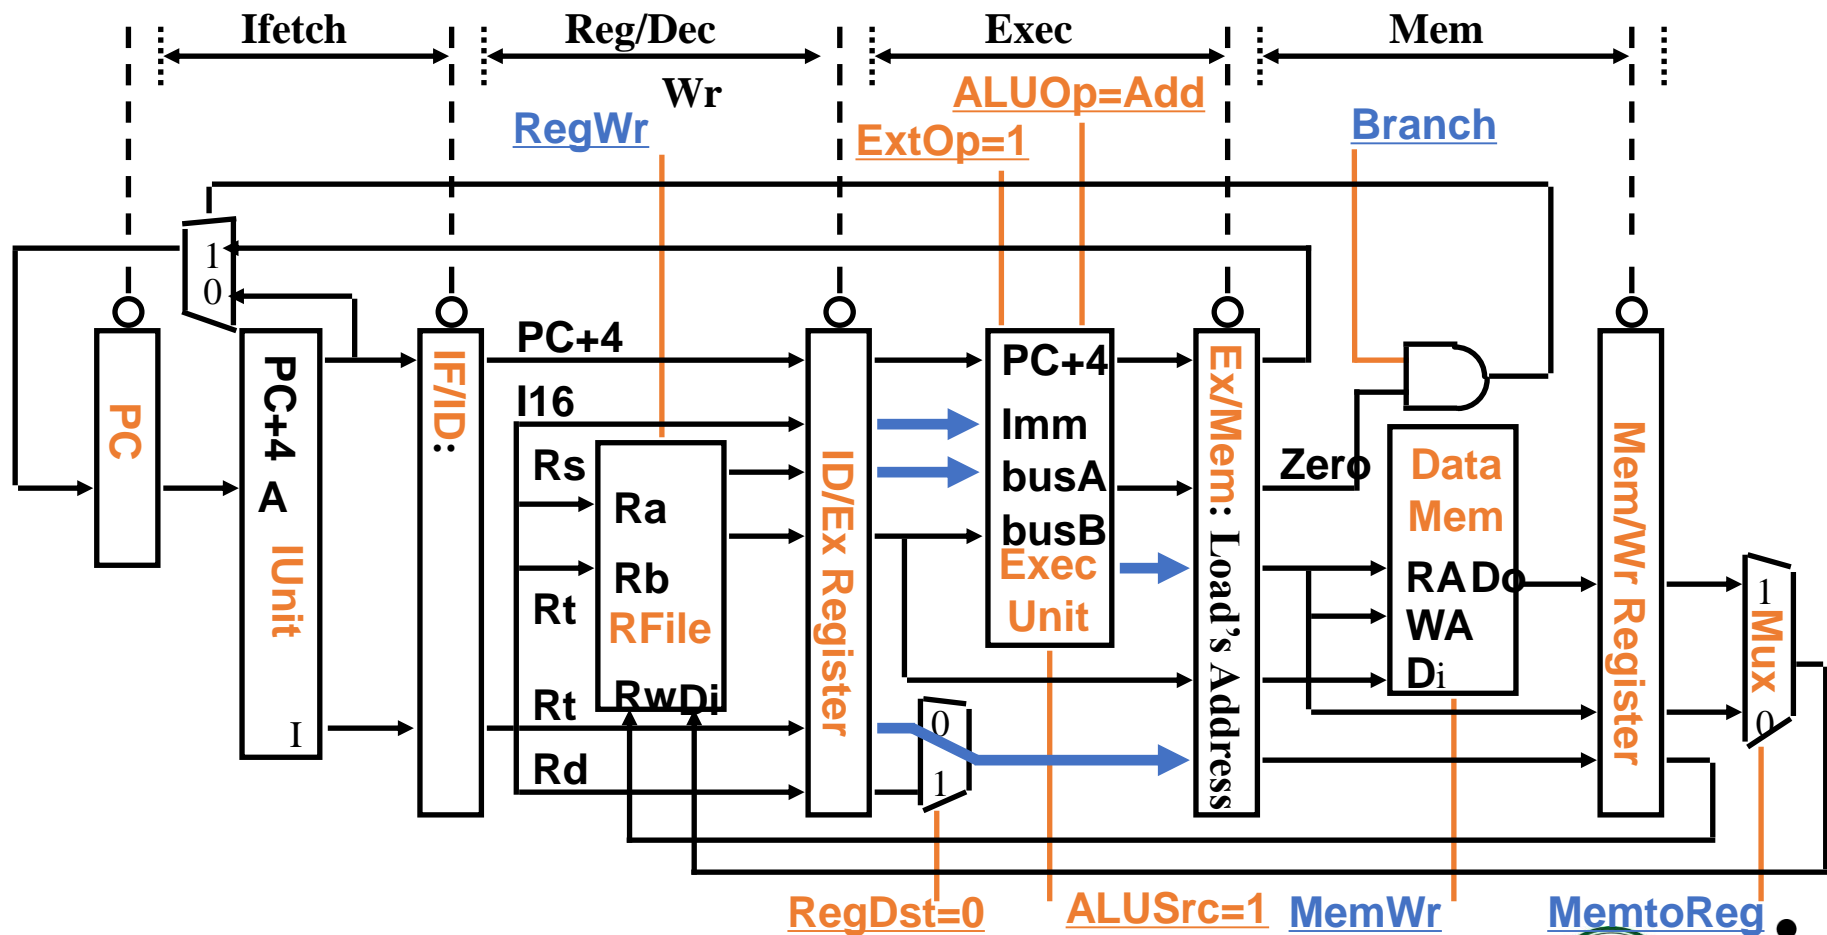 Ifetch
Reg/Dec
Exec
Mem
Wr
ALUOp=Add
RegWr
ExtOp=1
Branch
1
0
PC
PC+4
A
IUnit
I
IF/ID:
PC+4
I16
Rs
Ra
Rb
Rt
RFile
RwDi
Rt
Rd
ID/Ex Register
PC+4
Imm
busA
busB
Exec
Unit
0
1
Ex/Mem: Load's Address
Zero
Data
Mem
RA Do
WA
Di
Mem/Wr Register
1
Mux
0
RegDst=0
ALUSrc=1
MemWr
MemtoReg